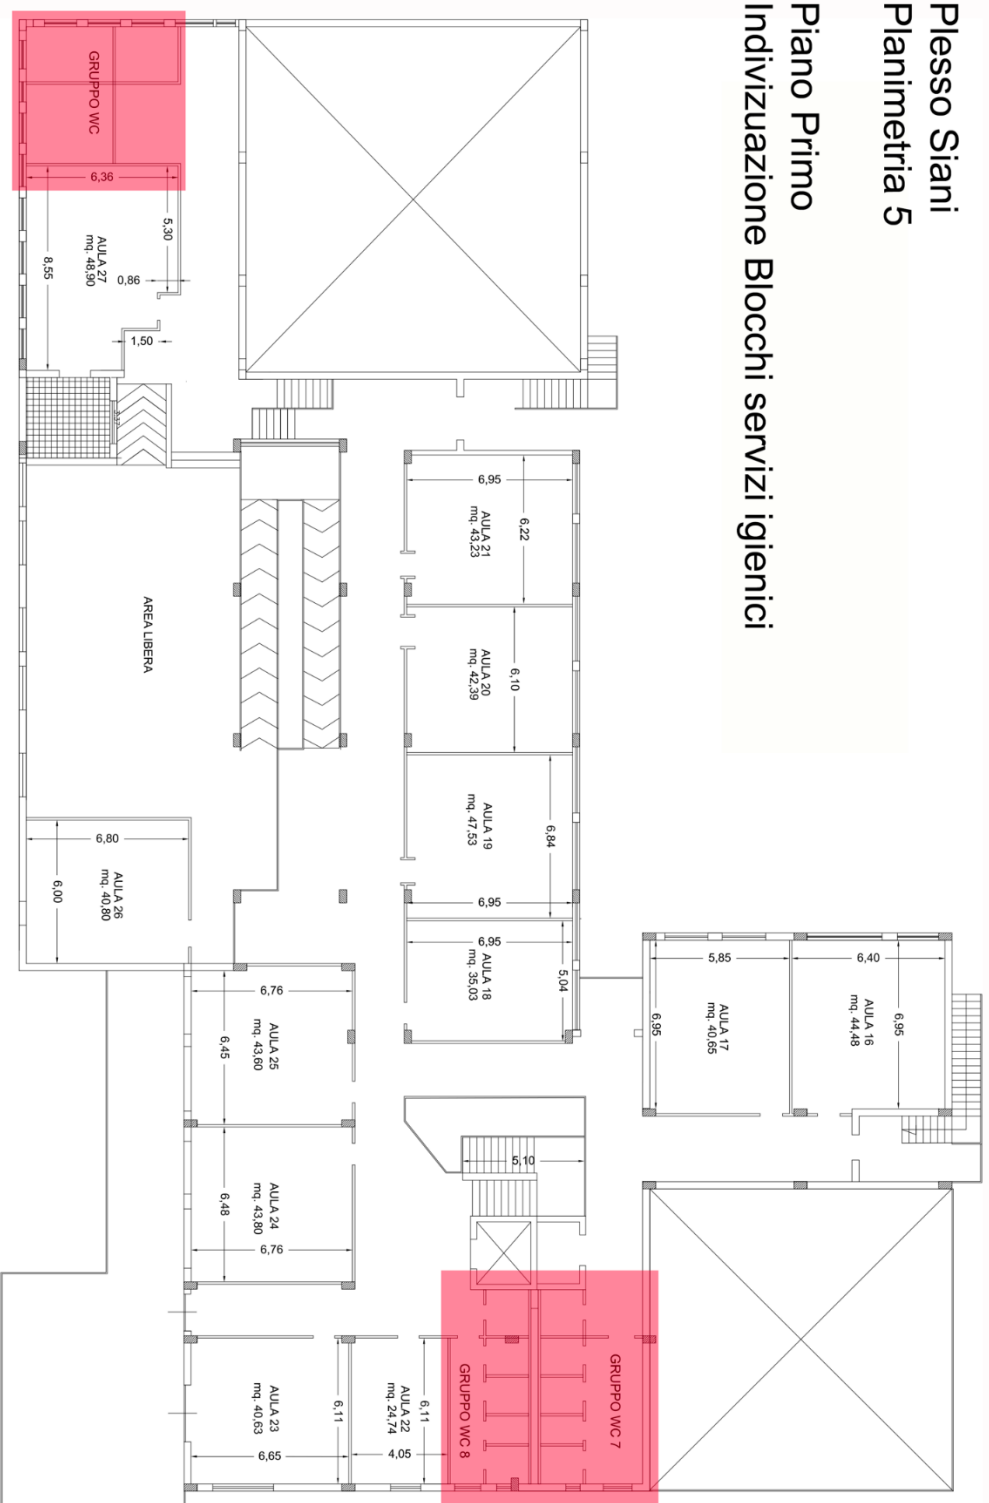 Plesso Siani
Planimetria 5
Piano Primo
Indivizuazione Blocchi servizi igienici
GRUPPO WC
6,36
5,30
8,55
AULA 27
mq. 48,90
0,86
1,50
6,95
6,22
AULA 21
mq. 43,23
AREA LIBERA
AULA 20
mq. 42,39
6,10
AULA 19
mq. 47,53
6,84
6,95
6,80
6,00
AULA 26
mq. 40,80
6,95
AULA 18
mq. 35,03
5,04
5,85
6,95
AULA 17
mq. 40,65
6,40
6,95
AULA 16
mq. 44,48
6,76
6,45
AULA 25
mq. 43,60
5,10
6,48
AULA 24
mq. 43,80
6,76
AULA 23
mq. 40,63
6,11
6,65
AULA 22
mq. 24,74
6,11
4,05
GRUPPO WC 8
GRUPPO WC 7